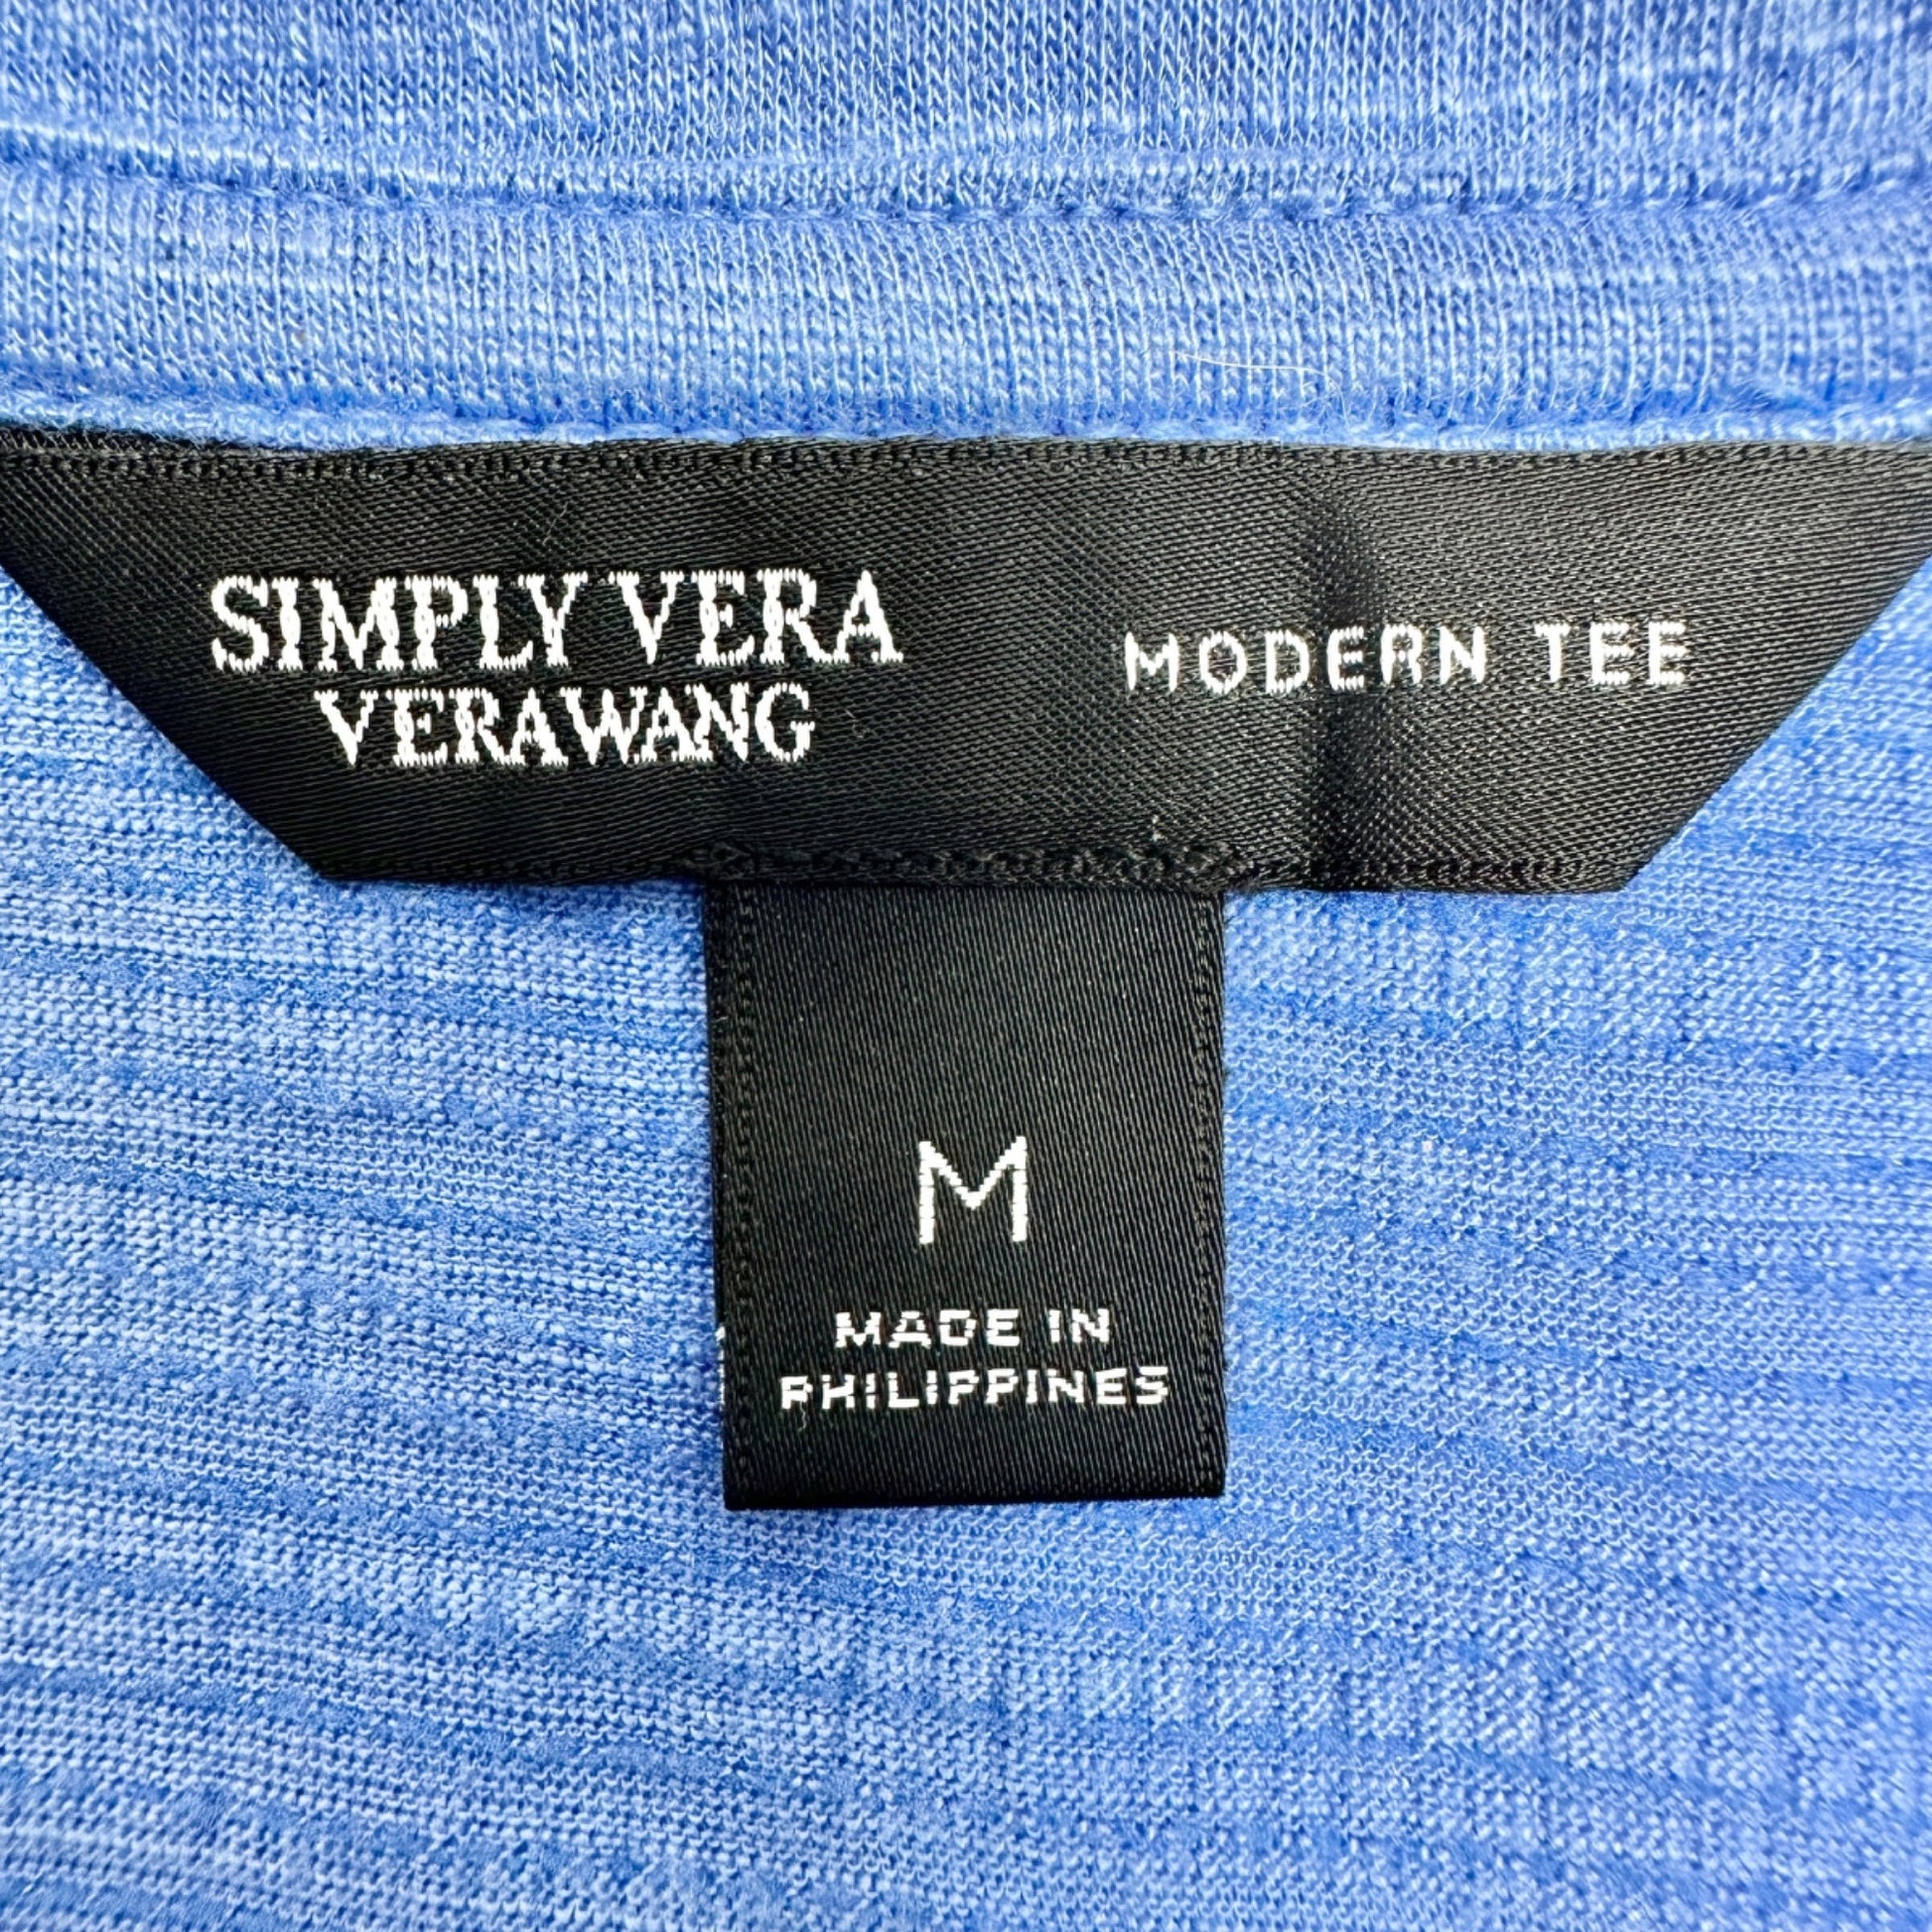 SIMPLY VERA
VERAWANG
MODERN TEE
M
MADE IN
PHILIPPINES